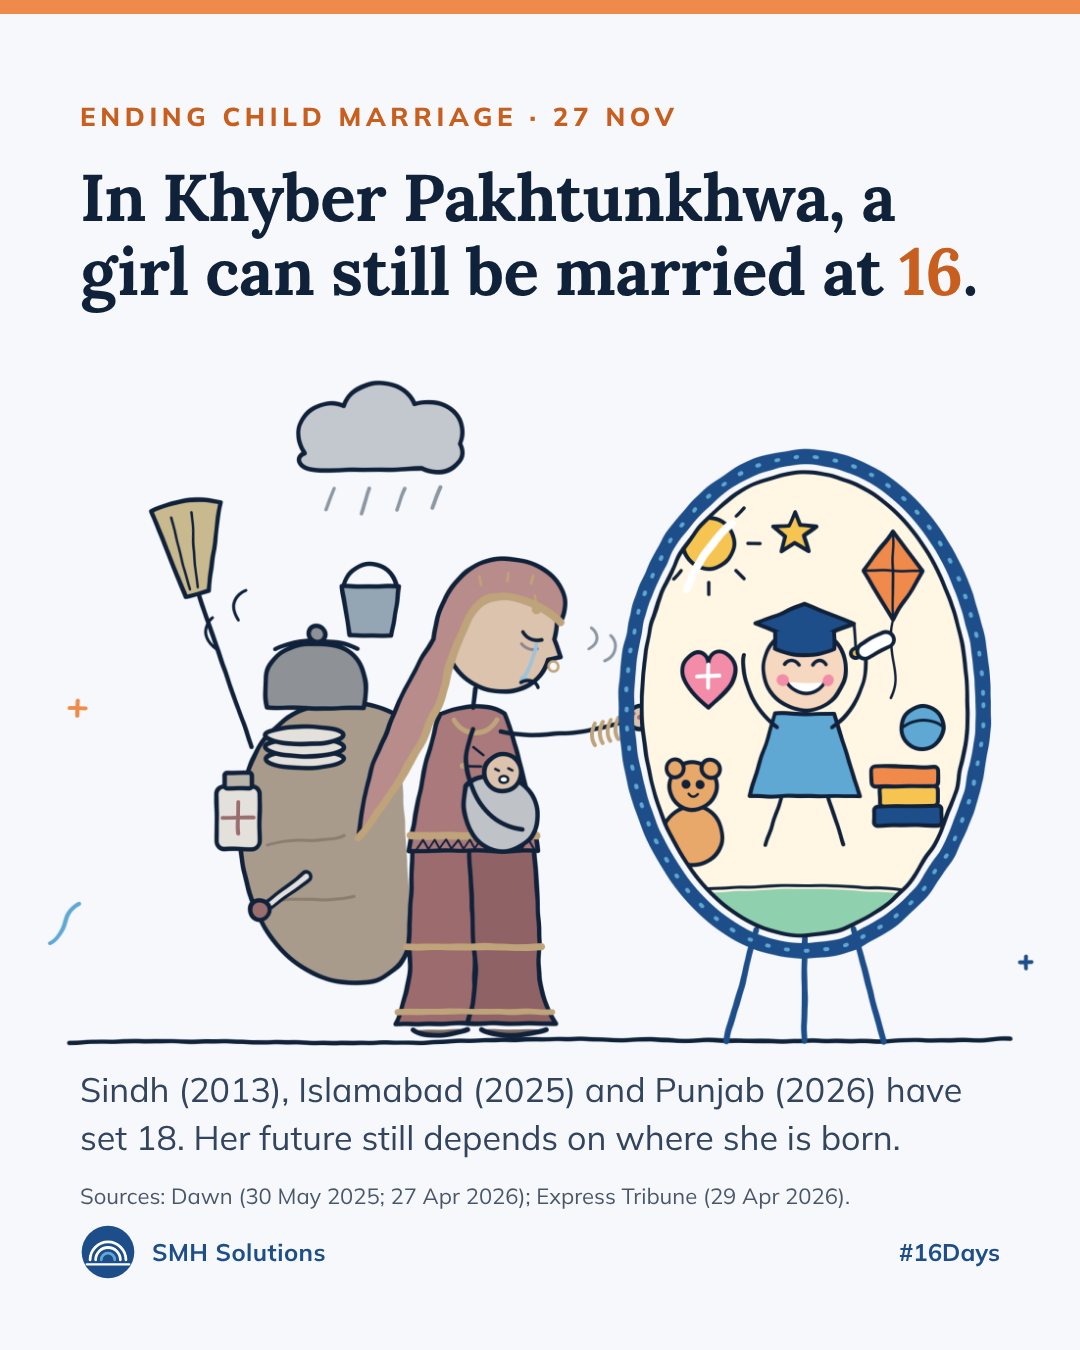 ENDING CHILD MARRIAGE · 27 NOV
In Khyber Pakhtunkhwa, a
girl can still be married at 16.
Sindh (2013), Islamabad (2025) and Punjab (2026) have
set 18. Her future still depends on where she is born.
Sources: Dawn (30 May 2025; 27 Apr 2026); Express Tribune (29 Apr 2026).
SMH Solutions
#16Days